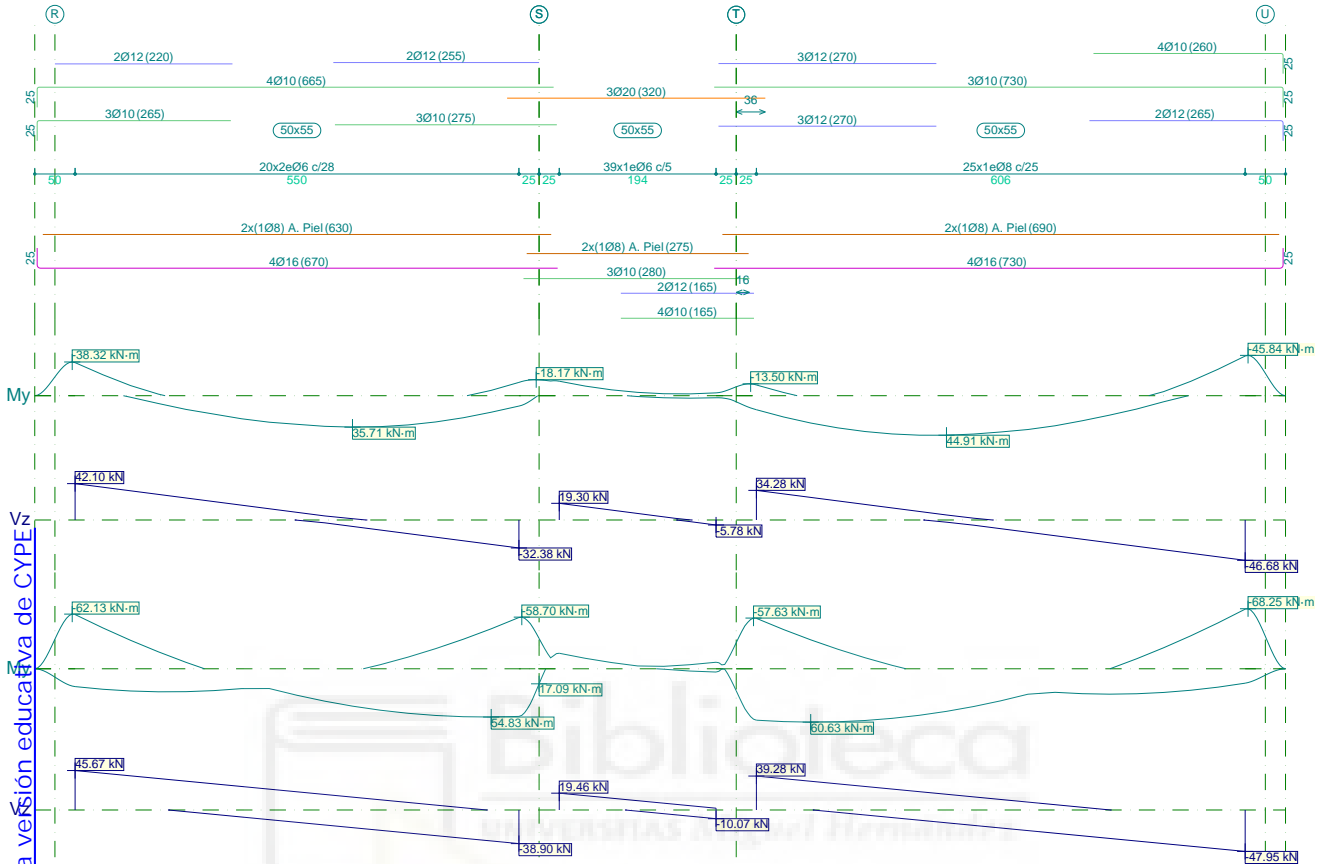 R S T U
2Ø12 (220) 2Ø12 (255) 3Ø12 (270) 4Ø10 (260)
25
4Ø10 (665) 3Ø10 (730)
25 3Ø20 (320) 25
36
3Ø10 (265) 3Ø10 (275) 3Ø12 (270) 2Ø12 (265)
25 50x55 50x55 50x55 25
20x2eØ6 c/28 39x1eØ6 c/5 25x1eØ8 c/25
50 550 25 25 194 25 25 606 50
2x(1Ø8) A. Piel (630) 2x(1Ø8) A. Piel (690)
2x(1Ø8) A. Piel (275)
25 4Ø16 (670) 4Ø16 (730) 25
3Ø10 (280)
2Ø12 (165) 16
4Ø10 (165)
-38.32 kN·m -18.17 kN·m -13.50 kN·m -45.84 kN·m
My
35.71 kN·m 44.91 kN·m
42.10 kN 19.30 kN 34.28 kN
Vz
-32.38 kN -5.78 kN -46.68 kN
-62.13 kN·m -58.70 kN·m -57.63 kN·m -68.25 kN·m
My
17.09 kN·m
54.83 kN·m 60.63 kN·m
45.67 kN 19.46 kN 39.28 kN
Vz
-38.90 kN -10.07 kN -47.95 kN
a versión educativa de CYPE
Biblioteca
UNIVERSITAS Miguel Hernández